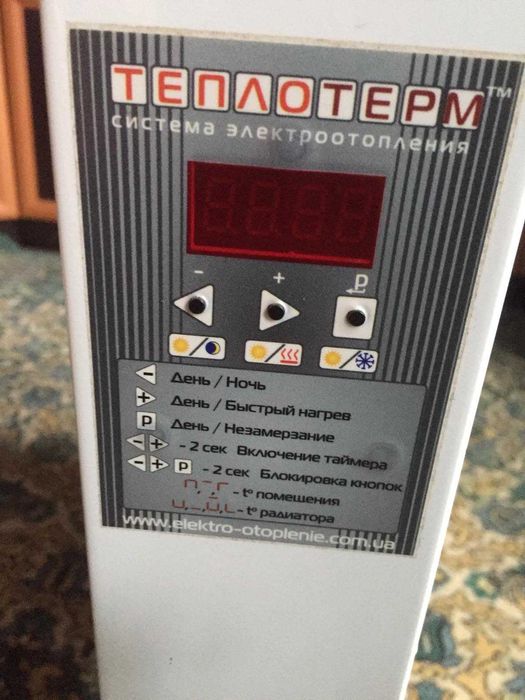 ТЕПЛОТЕРМ™
система электроотопления
- + P
- День / Ночь
+ День / Быстрый нагрев
P День / Незамерзание
- + - 2 сек Включение таймера
- + P - 2 сек Блокировка кнопок
- t° помещения
- t° радиатора
www.elektro-otoplenie.com.ua